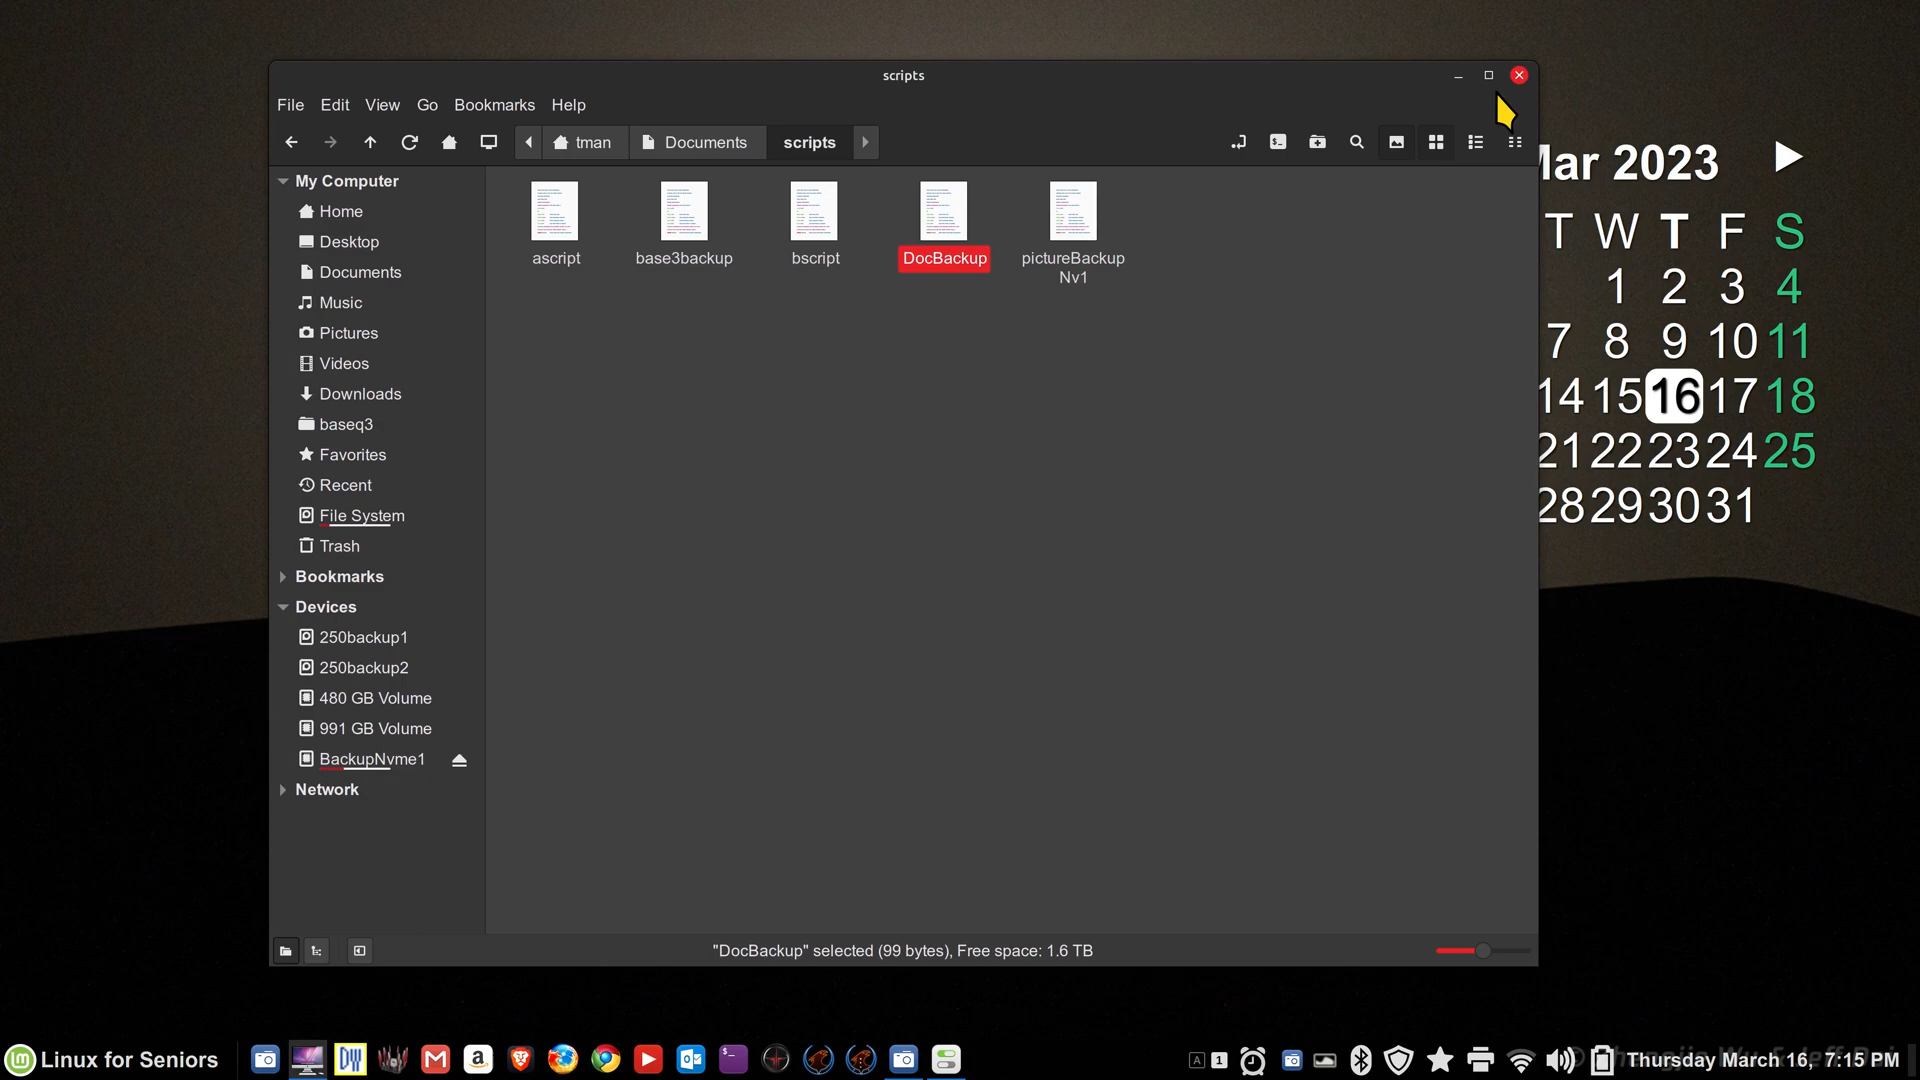 scripts
File Edit View Go Bookmarks Help
tman Documents scripts
My Computer
Home
Desktop
Documents
Music
Pictures
Videos
Downloads
baseq3
Favorites
Recent
File System
Trash
Bookmarks
Devices
250backup1
250backup2
480 GB Volume
991 GB Volume
BackupNvme1
Network
ascript base3backup bscript DocBackup pictureBackup
Nv1
"DocBackup" selected (99 bytes), Free space: 1.6 TB
Mar 2023
T W T F S
1 2 3 4
7 8 9 10 11
14 15 16 17 18
21 22 23 24 25
28 29 30 31
Linux for Seniors
DW
A 1
Thursday March 16, 7:15 PM